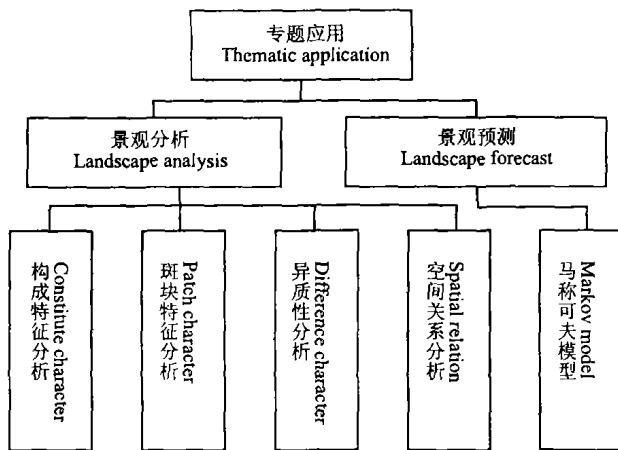 专题应用
Thematic application
景观分析
Landscape analysis
景观预测
Landscape forecast
Constitute character
构成特征分析
Patch character
斑块特征分析
Difference character
异质性分析
Spatial relation
空间关系分析
Markov model
马称可夫模型